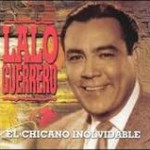 LALO
GUERRERO
EL CHICANO INOLVIDABLE